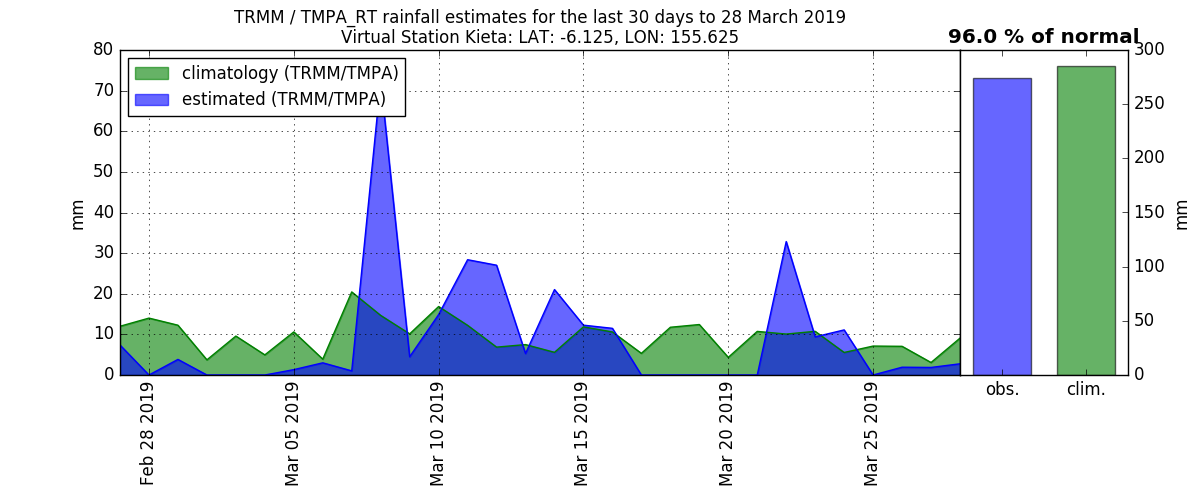 TRMM / TMPA_RT rainfall estimates for the last 30 days to 28 March 2019
Virtual Station Kieta: LAT: -6.125, LON: 155.625
96.0 % of normal
climatology (TRMM/TMPA)
estimated (TRMM/TMPA)
80
70
60
50
40
30
20
10
0
mm
Feb 28 2019
Mar 05 2019
Mar 10 2019
Mar 15 2019
Mar 20 2019
Mar 25 2019
300
250
200
150
100
50
0
mm
obs.
clim.